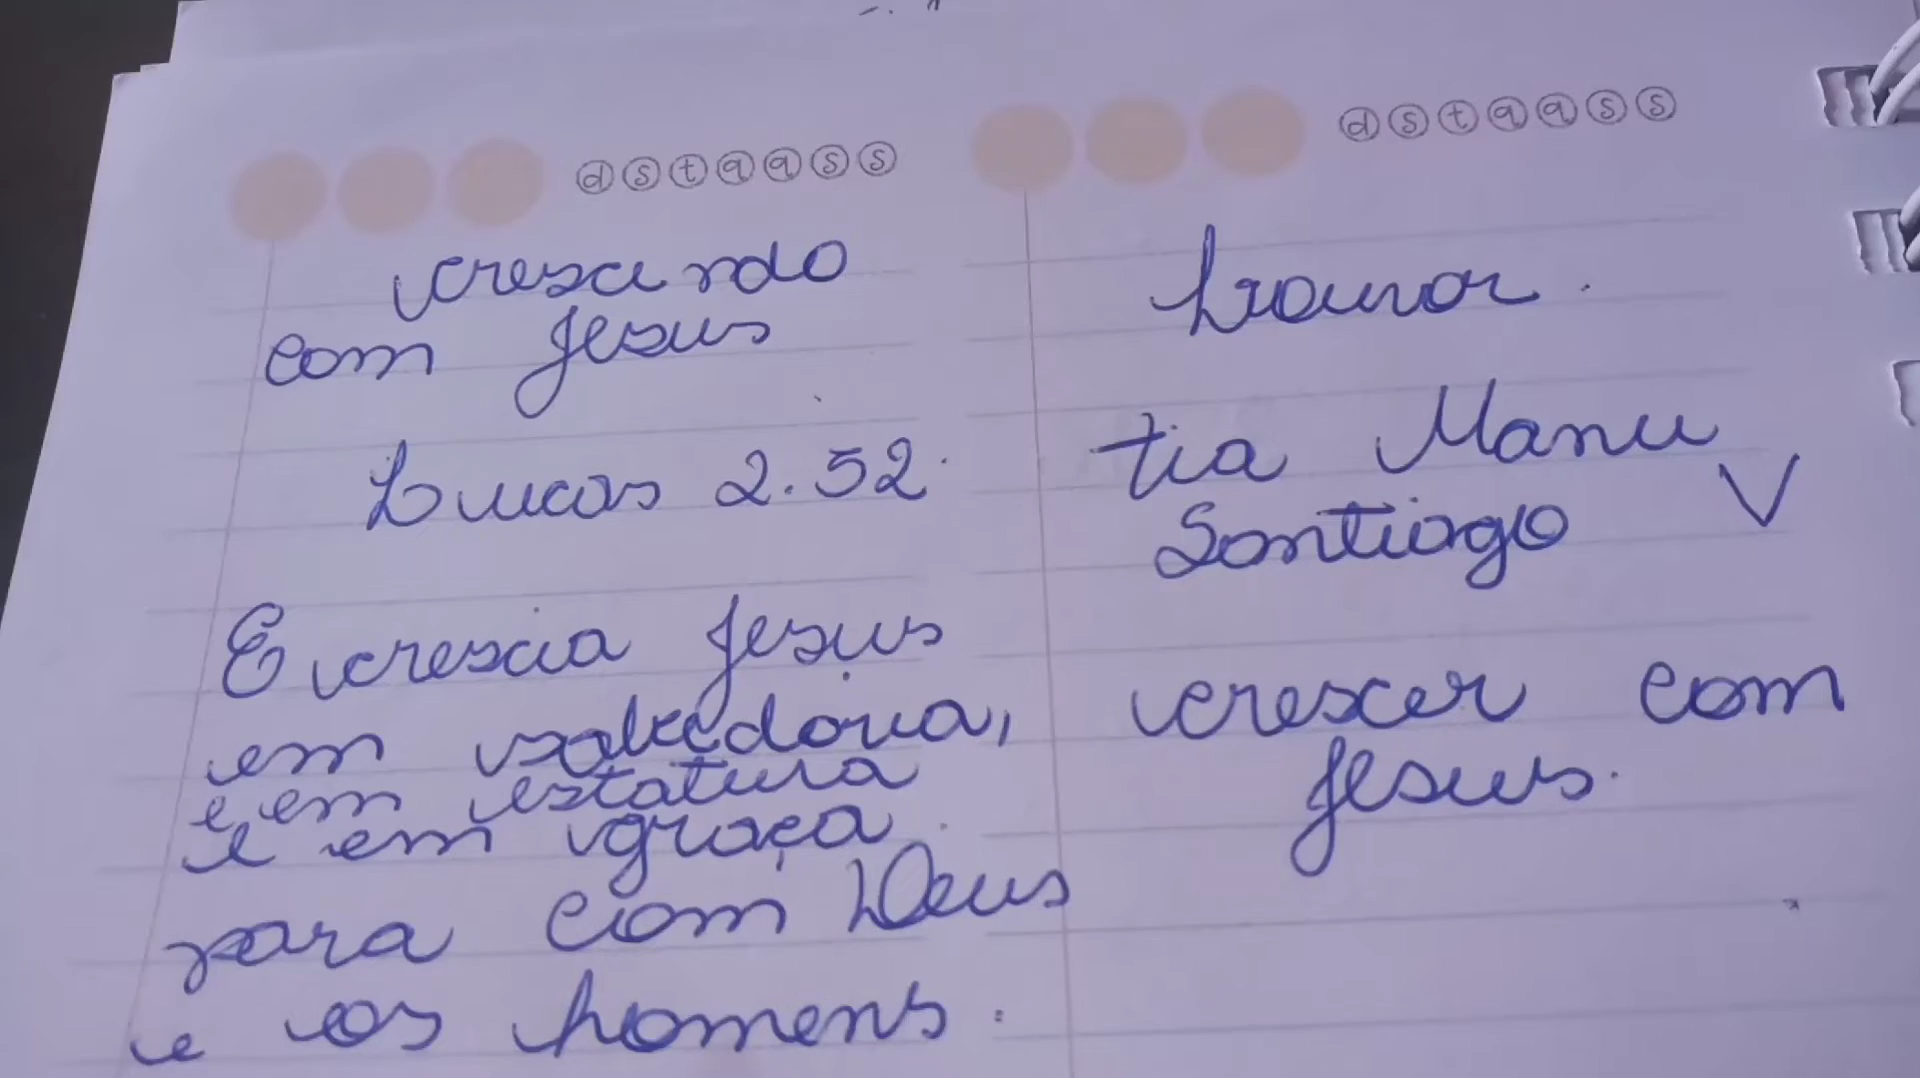 d s t q q s s
crescendo
com Jesus
Lucas 2.52.
E crescia Jesus
em sabedoria,
e em estatura
e em graça
para com Deus
e os homens.
d s t q q s s
Louvor.
tia Manu
Santiago V
crescer com
Jesus.